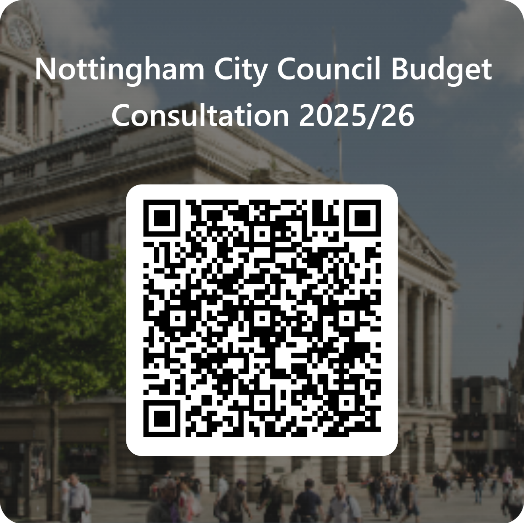 Nottingham City Council Budget
Consultation 2025/26